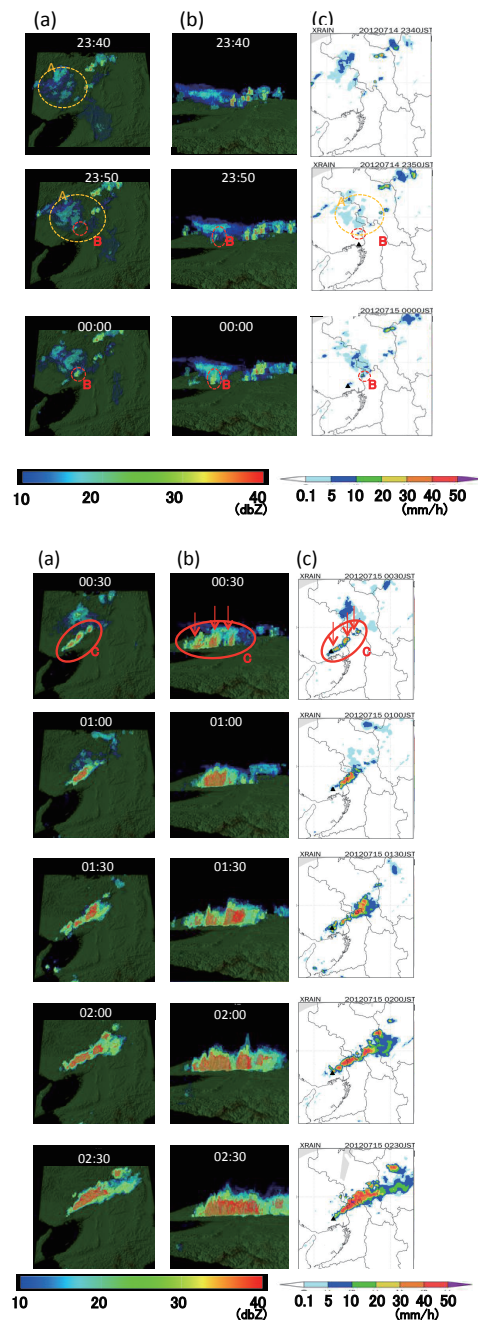 (a) (b) (c)
23:40 23:40 XRAIN 20120714 2340JST
A
23:50 23:50 XRAIN 20120714 2350JST
A A
B B B
00:00 00:00 XRAIN 20120715 0000JST
B B B
10 20 30 40 0.1 5 10 20 30 40 50
(dbZ) (mm/h)
(a) (b) (c)
00:30 00:30 XRAIN 20120715 0030JST
C C C
01:00 01:00 XRAIN 20120715 0100JST
01:30 01:30 XRAIN 20120715 0130JST
02:00 02:00 XRAIN 20120715 0200JST
02:30 02:30 XRAIN 20120715 0230JST
10 20 30 40 0.1 5 10 20 30 40 50
(dbZ) (mm/h)